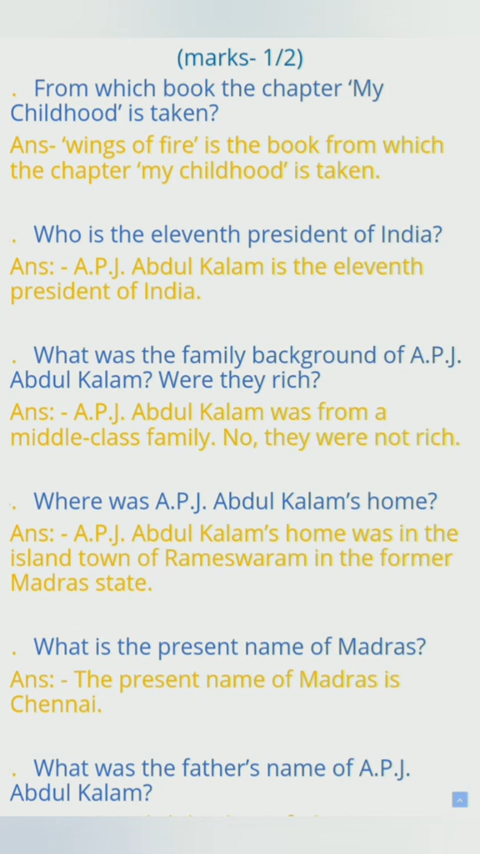 (marks- 1/2)
. From which book the chapter ‘My
Childhood’ is taken?
Ans- ‘wings of fire’ is the book from which
the chapter ‘my childhood’ is taken.
. Who is the eleventh president of India?
Ans: - A.P.J. Abdul Kalam is the eleventh
president of India.
. What was the family background of A.P.J.
Abdul Kalam? Were they rich?
Ans: - A.P.J. Abdul Kalam was from a
middle-class family. No, they were not rich.
. Where was A.P.J. Abdul Kalam’s home?
Ans: - A.P.J. Abdul Kalam’s home was in the
island town of Rameswaram in the former
Madras state.
. What is the present name of Madras?
Ans: - The present name of Madras is
Chennai.
. What was the father’s name of A.P.J.
Abdul Kalam?